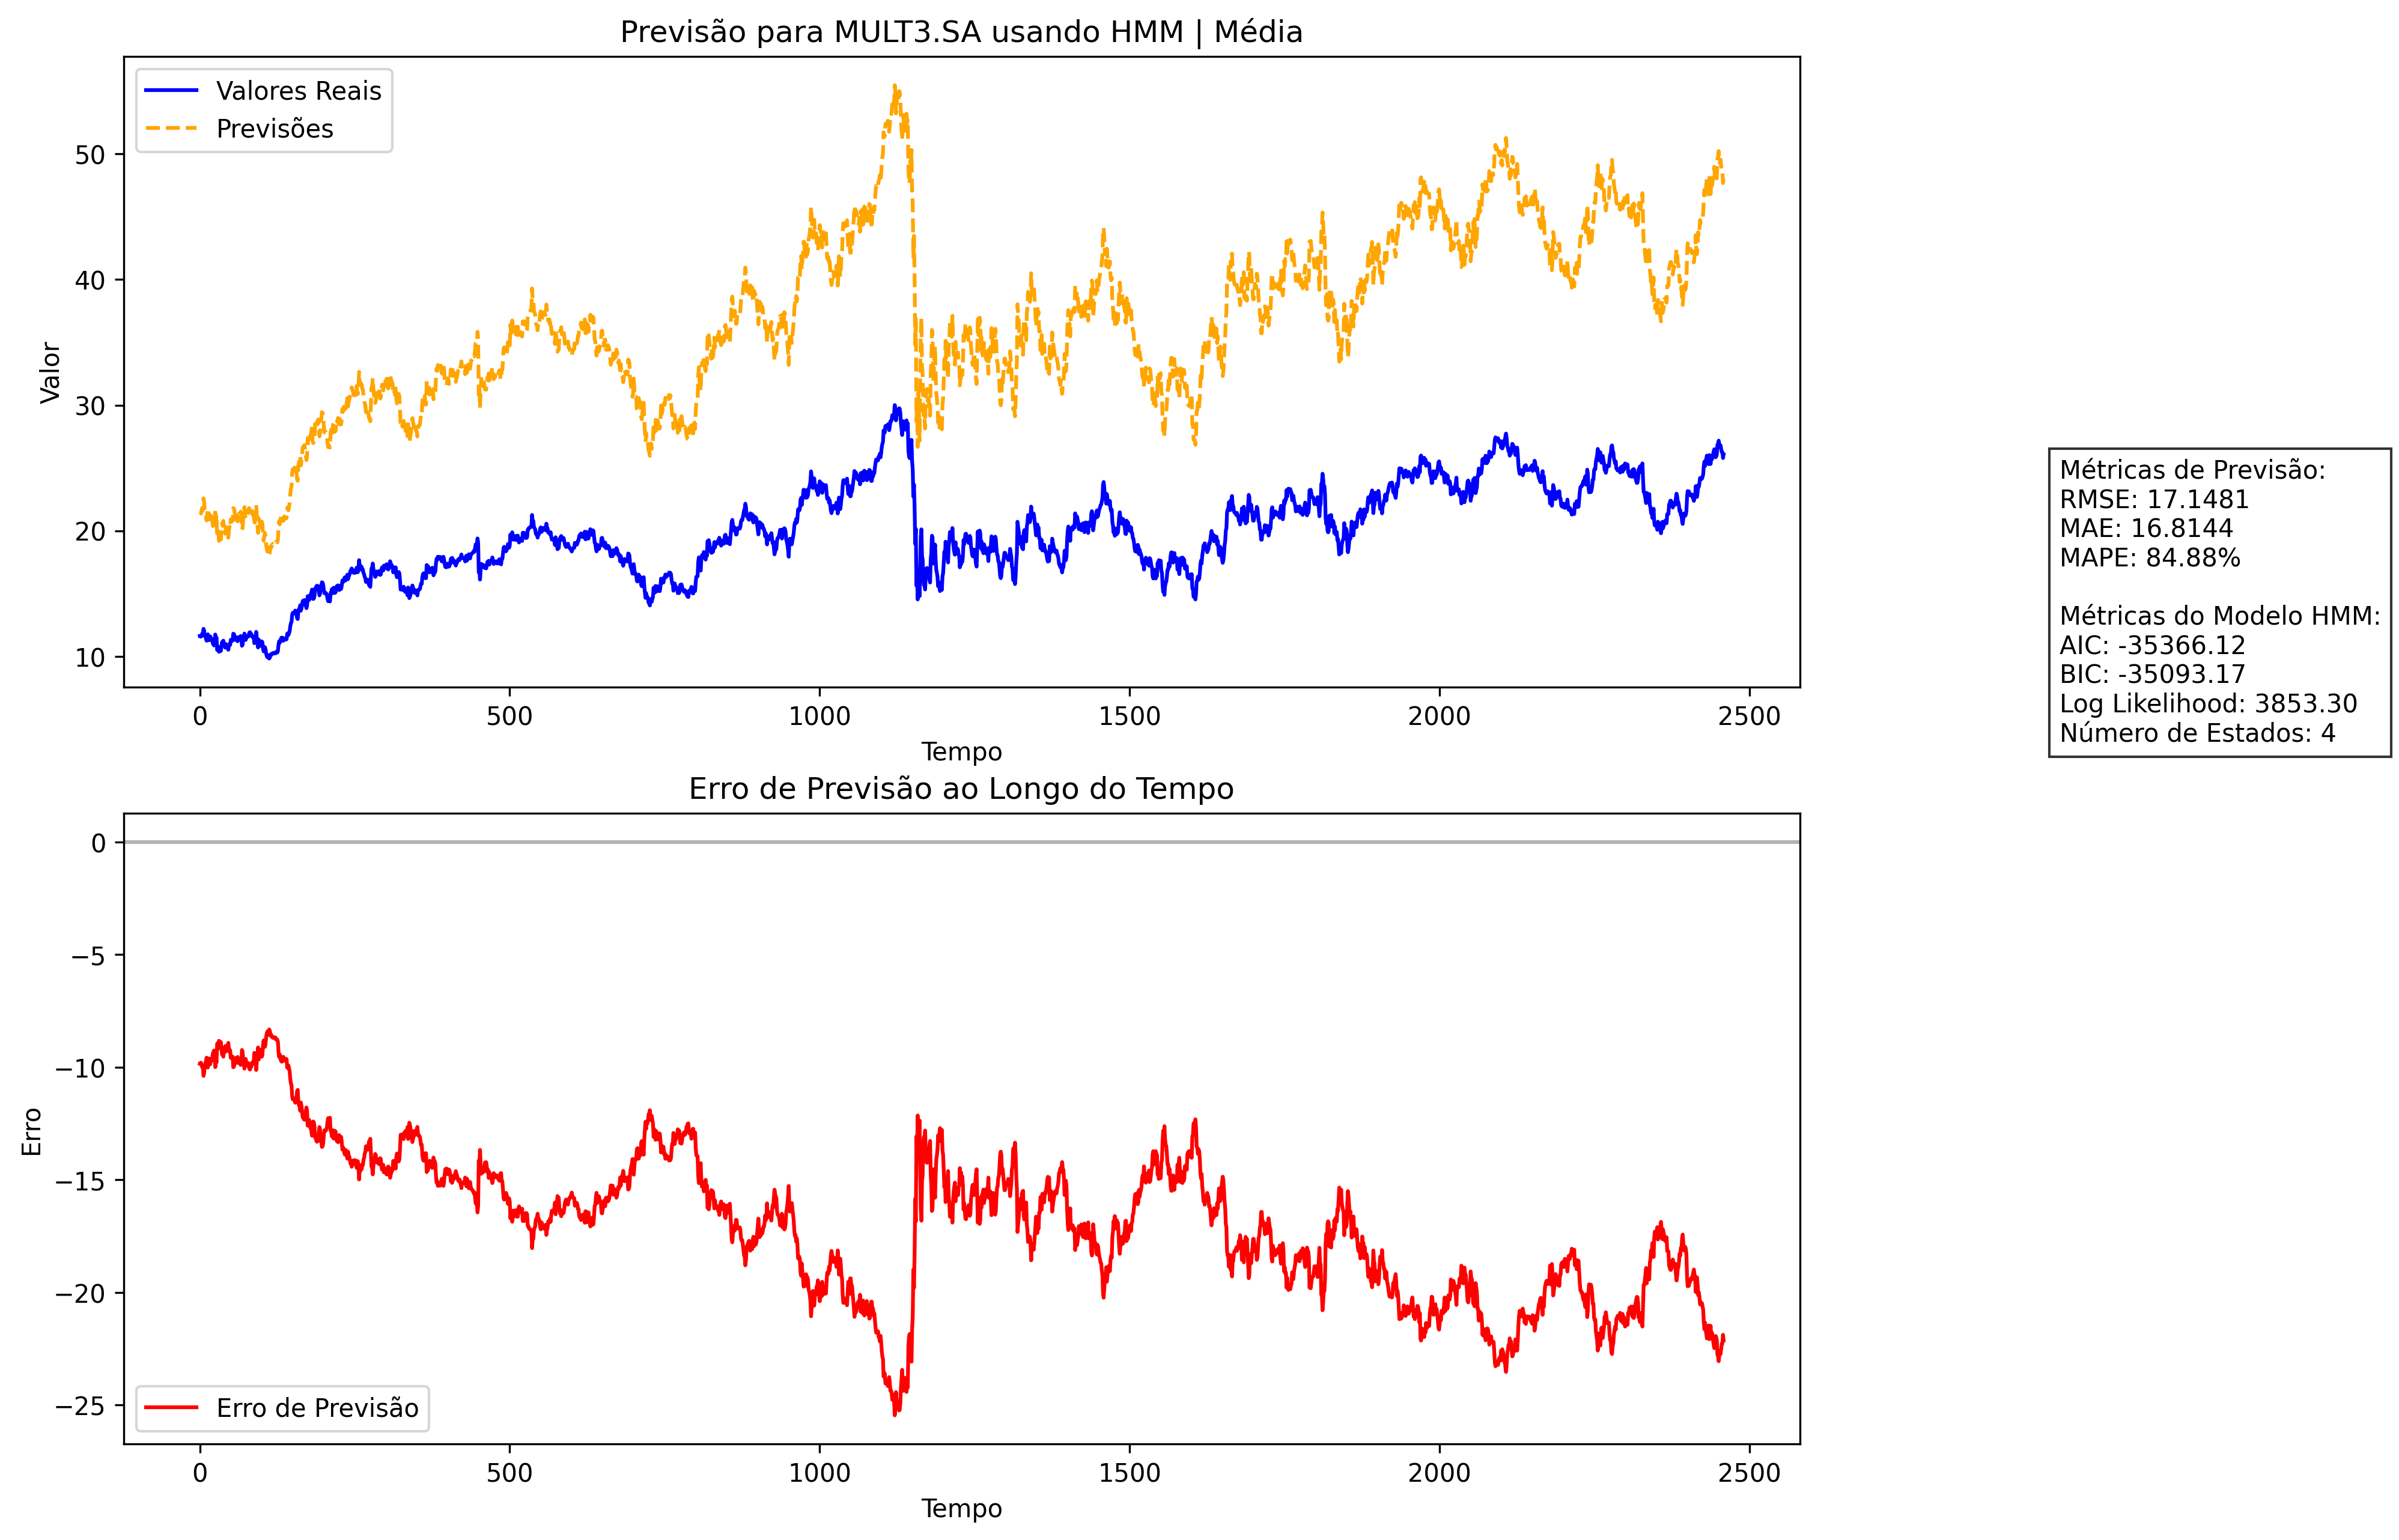 Previsão para MULT3.SA usando HMM | Média
Valores Reais
Previsões
Valor
50
40
30
20
10
0
500
1000
1500
2000
2500
Tempo
Métricas de Previsão:
RMSE: 17.1481
MAE: 16.8144
MAPE: 84.88%
Métricas do Modelo HMM:
AIC: -35366.12
BIC: -35093.17
Log Likelihood: 3853.30
Número de Estados: 4
Erro de Previsão ao Longo do Tempo
Erro
0
−5
−10
−15
−20
−25
Erro de Previsão
0
500
1000
1500
2000
2500
Tempo